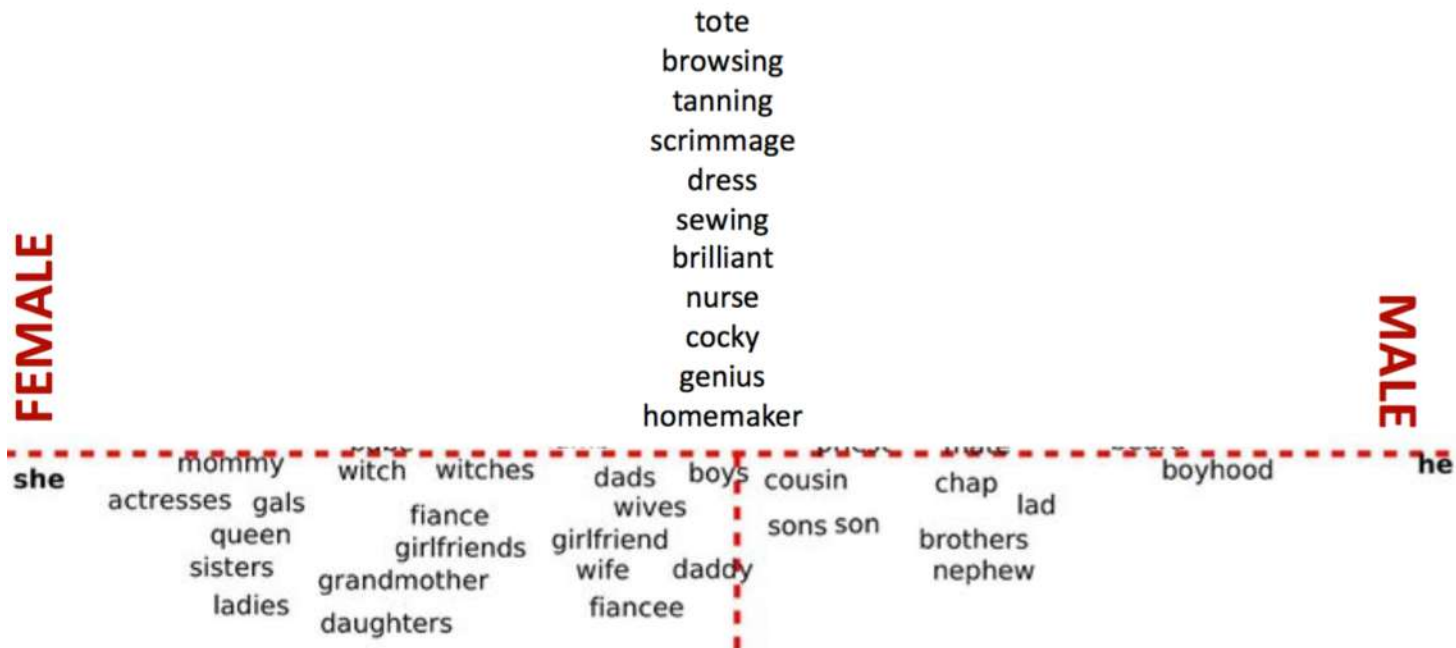 tote
browsing
tanning
scrimmage
dress
sewing
brilliant
nurse
cocky
genius
homemaker
FEMALE
MALE
she mommy witch witches dads boys cousin chap boyhood he
actresses gals fiance wives lad
queen girlfriends girlfriend sons son brothers
sisters grandmother wife daddy nephew
ladies daughters fiancee